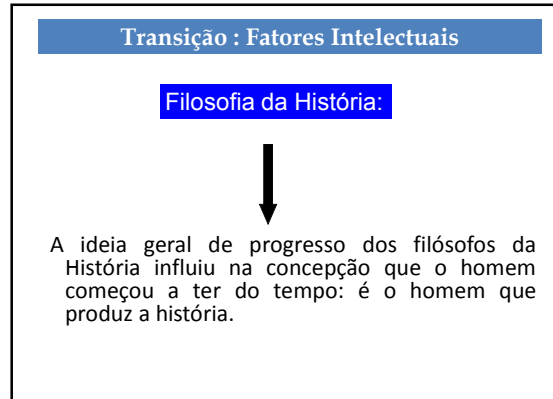 Transição : Fatores Intelectuais
Filosofia da História:
A ideia geral de progresso dos filósofos da
História influiu na concepção que o homem
começou a ter do tempo: é o homem que
produz a história.